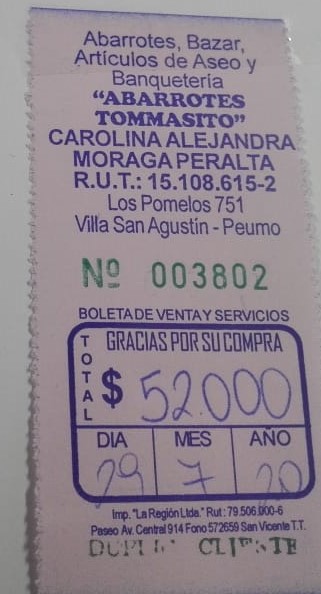 Abarrotes, Bazar,
Artículos de Aseo y
Banquetería
“ABARROTES
TOMMASITO”
CAROLINA ALEJANDRA
MORAGA PERALTA
R.U.T.: 15.108.615-2
Los Pomelos 751
Villa San Agustín - Peumo
Nº 003802
BOLETA DE VENTA Y SERVICIOS
TOTAL
GRACIAS POR SU COMPRA
$ 52.000
DIA MES AÑO
29 7 20
Imp. "La Región Ltda." Rut: 79.506.000-6
Paseo Av. Central 914 Fono 572659 San Vicente T.T.
CLIENTE